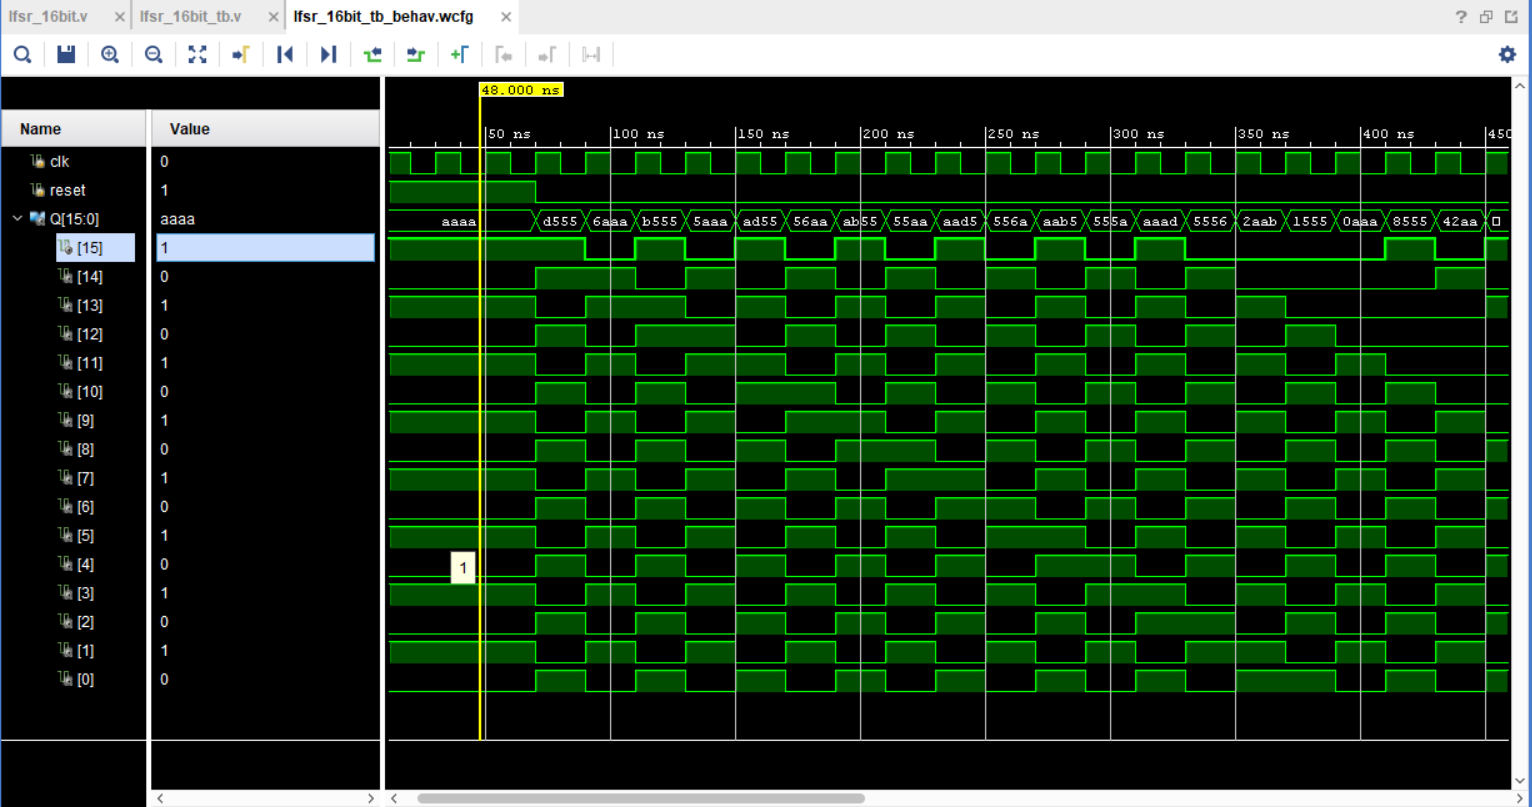 lfsr_16bit.v lfsr_16bit_tb.v lfsr_16bit_tb_behav.wcfg
48.000 ns
Name Value
50 ns 100 ns 150 ns 200 ns 250 ns 300 ns 350 ns 400 ns 450
clk 0
reset 1
Q[15:0] aaaa aaaa d555 6aaa b555 5aaa ad55 56aa ab55 55aa aad5 556a aab5 555a aaad 5556 2aab 1555 0aaa 8555 42aa
[15] 1
[14] 0
[13] 1
[12] 0
[11] 1
[10] 0
[9] 1
[8] 0
[7] 1
[6] 0
[5] 1
[4] 0 1
[3] 1
[2] 0
[1] 1
[0] 0